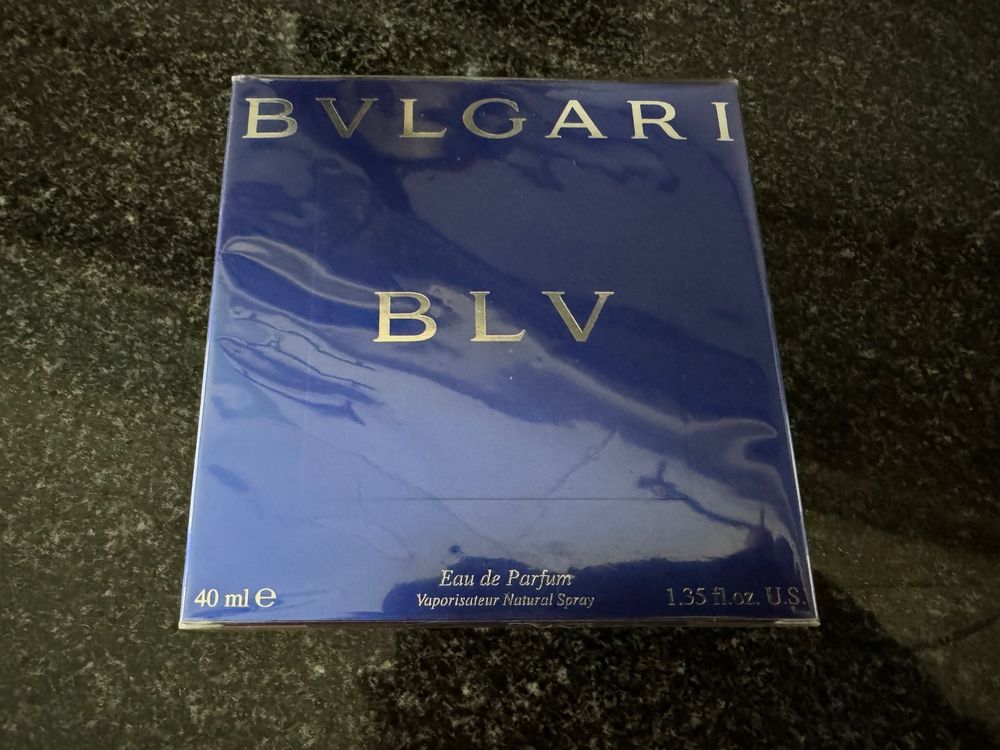 BVLGARI
BLV
Eau de Parfum
Vaporisateur Natural Spray
40 ml ℮
1.35 fl.oz. U.S.